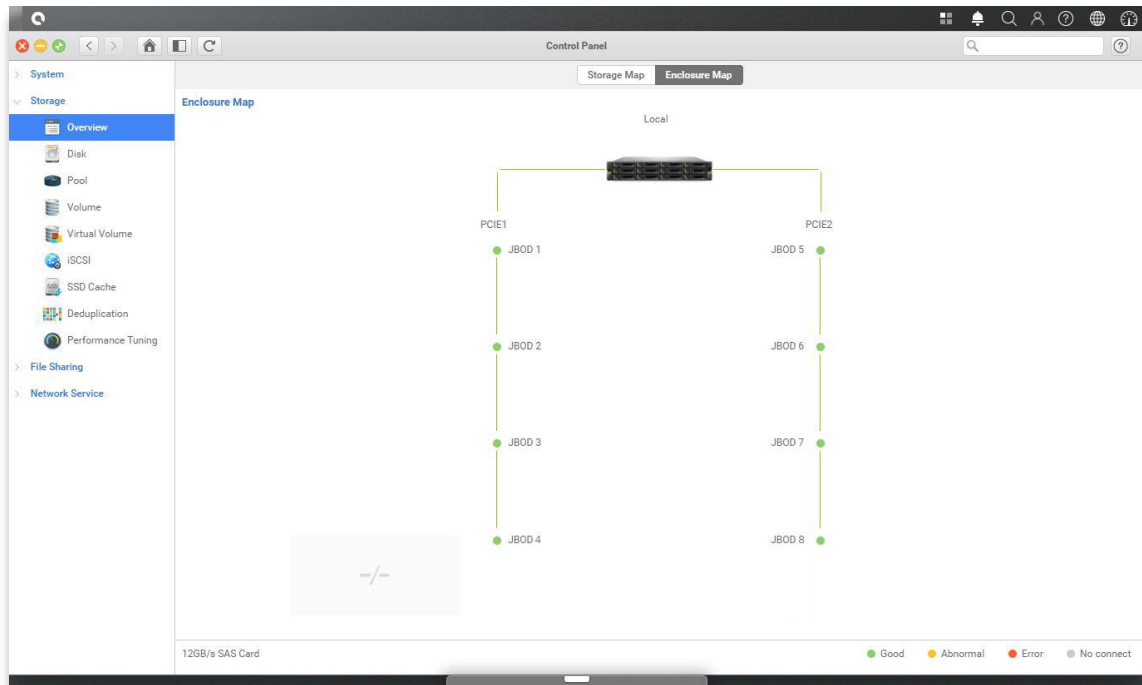 Control Panel
System
Storage Map Enclosure Map
Storage
Overview
Disk
Pool
Volume
Virtual Volume
iSCSI
SSD Cache
Deduplication
Performance Tuning
File Sharing
Network Service
Enclosure Map
Local
PCIE1 PCIE2
JBOD 1 JBOD 5
JBOD 2 JBOD 6
JBOD 3 JBOD 7
JBOD 4 JBOD 8
-/-
12GB/s SAS Card
Good Abnormal Error No connect